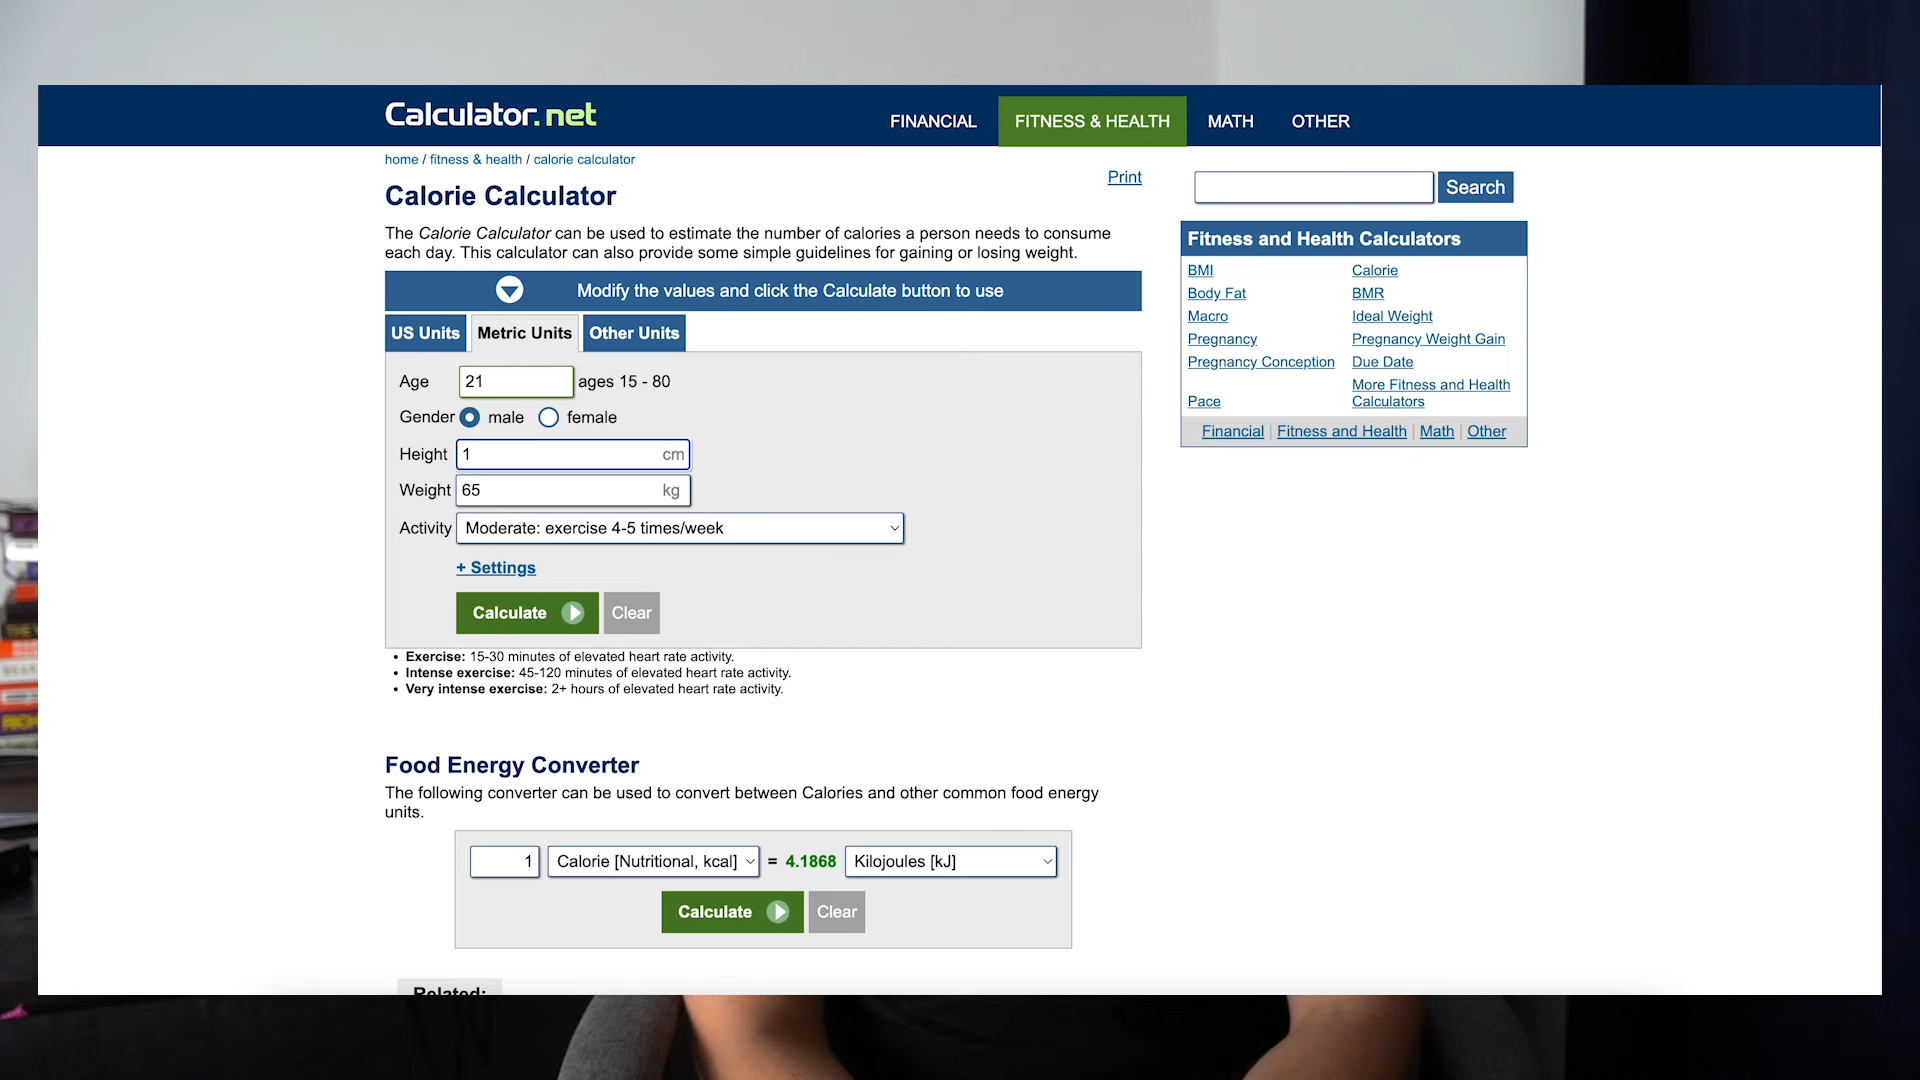 Calculator.net
FINANCIAL
FITNESS & HEALTH
MATH
OTHER
home / fitness & health / calorie calculator
Print
Calorie Calculator
The Calorie Calculator can be used to estimate the number of calories a person needs to consume
each day. This calculator can also provide some simple guidelines for gaining or losing weight.
Modify the values and click the Calculate button to use
US Units
Metric Units
Other Units
Age 21 ages 15 - 80
Gender male female
Height 1 cm
Weight 65 kg
Activity Moderate: exercise 4-5 times/week
+ Settings
Calculate
Clear
• Exercise: 15-30 minutes of elevated heart rate activity.
• Intense exercise: 45-120 minutes of elevated heart rate activity.
• Very intense exercise: 2+ hours of elevated heart rate activity.
Food Energy Converter
The following converter can be used to convert between Calories and other common food energy
units.
1 Calorie [Nutritional, kcal] = 4.1868 Kilojoules [kJ]
Calculate
Clear
Related:
Search
Fitness and Health Calculators
BMI
Calorie
Body Fat
BMR
Macro
Ideal Weight
Pregnancy
Pregnancy Weight Gain
Pregnancy Conception
Due Date
Pace
More Fitness and Health
Calculators
Financial | Fitness and Health | Math | Other